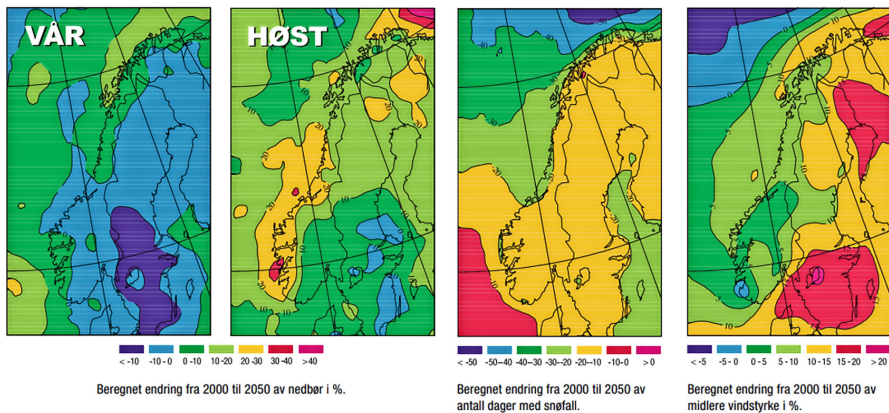 VÅR
HØST
< -10 -10 - 0 0-10 10-20 20-30 30-40 >40
< -50 -50--40 -40--30 -30--20 -20--10 -10-0 > 0
< -5 -5-0 0 - 5 5-10 10-15 15 - 20 > 20
Beregnet endring fra 2000 til 2050 av nedbør i %.
Beregnet endring fra 2000 til 2050 av
antall dager med snøfall.
Beregnet endring fra 2000 til 2050 av
midlere vindstyrke i %.